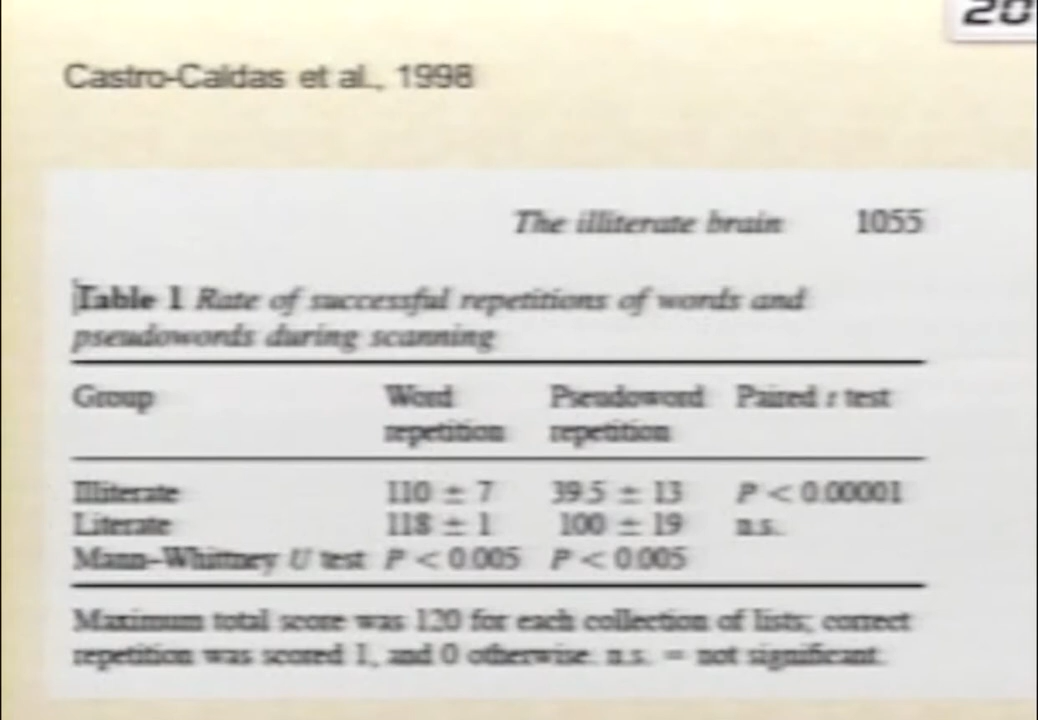 20
Castro-Caldas et al., 1998
The illiterate brain 1055
Table 1 Rate of successful repetitions of words and
pseudowords during scanning
Group Word Pseudoword Paired t test
repetition repetition
Illiterate 110 ± 7 39.5 ± 13 P < 0.00001
Literate 118 ± 1 100 ± 19 n.s.
Mann–Whitney U test P < 0.005 P < 0.005
Maximum total score was 120 for each collection of lists; correct
repetition was scored 1, and 0 otherwise. n.s. = not significant.